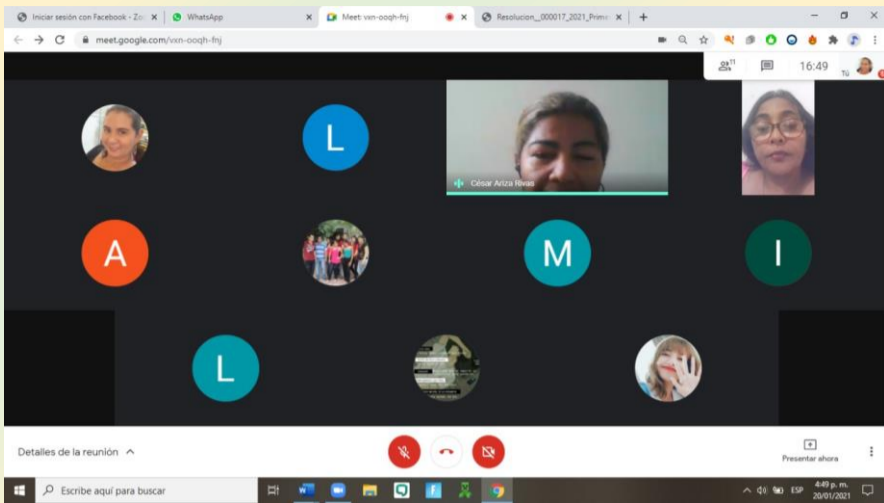 Iniciar sesión con Facebook - Zo
WhatsApp
Meet: vxn-ooqh-fnj
Resolucion__000017_2021_Prim
meet.google.com/vxn-ooqh-fnj
11
16:49
Tú
L
César Ariza Rivas
A
M
I
L
Detalles de la reunión
Presentar ahora
Escribe aquí para buscar
ESP
4:49 p. m.
20/01/2021